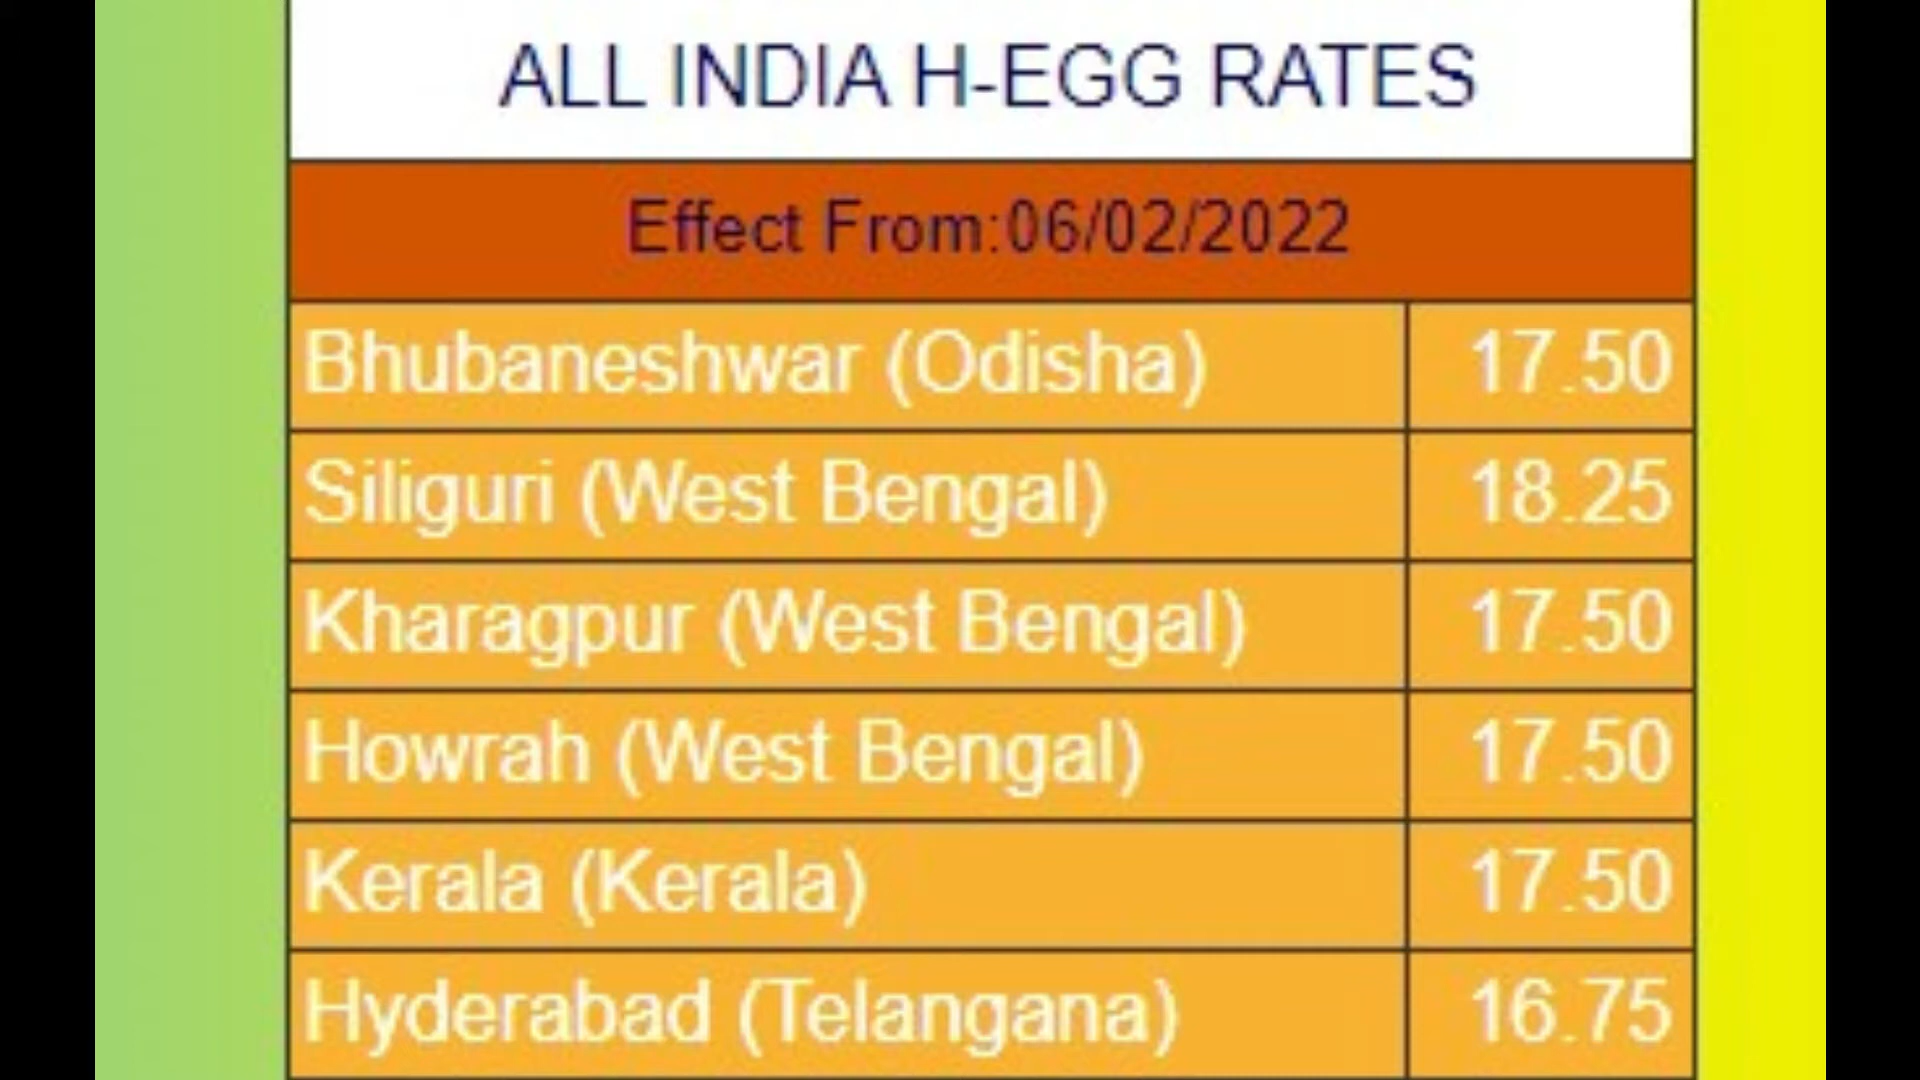 ALL INDIA H-EGG RATES
Effect From:06/02/2022
Bhubaneshwar (Odisha) 17.50
Siliguri (West Bengal) 18.25
Kharagpur (West Bengal) 17.50
Howrah (West Bengal) 17.50
Kerala (Kerala) 17.50
Hyderabad (Telangana) 16.75